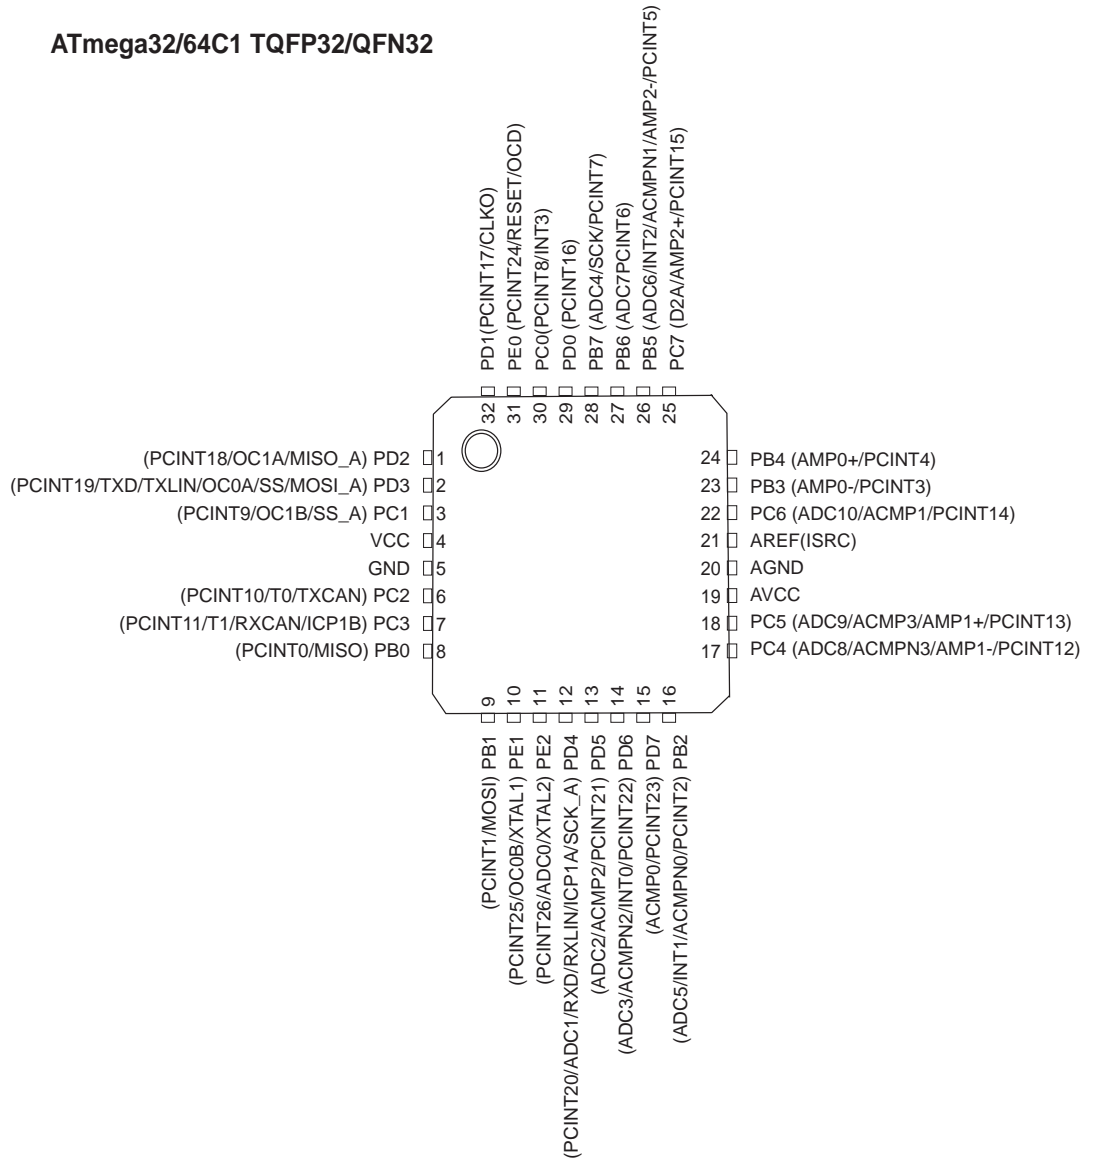 ATmega32/64C1 TQFP32/QFN32
PD1(PCINT17/CLKO)
PE0 (PCINT24/RESET/OCD)
PC0(PCINT8/INT3)
PD0 (PCINT16)
PB7 (ADC4/SCK/PCINT7)
PB6 (ADC7PCINT6)
PB5 (ADC6/INT2/ACMPN1/AMP2-/PCINT5)
PC7 (D2A/AMP2+/PCINT15)
32
31
30
29
28
27
26
25
(PCINT18/OC1A/MISO_A) PD2 1
(PCINT19/TXD/TXLIN/OC0A/SS/MOSI_A) PD3 2
(PCINT9/OC1B/SS_A) PC1 3
VCC 4
GND 5
(PCINT10/T0/TXCAN) PC2 6
(PCINT11/T1/RXCAN/ICP1B) PC3 7
(PCINT0/MISO) PB0 8
24 PB4 (AMP0+/PCINT4)
23 PB3 (AMP0-/PCINT3)
22 PC6 (ADC10/ACMP1/PCINT14)
21 AREF(ISRC)
20 AGND
19 AVCC
18 PC5 (ADC9/ACMP3/AMP1+/PCINT13)
17 PC4 (ADC8/ACMPN3/AMP1-/PCINT12)
9
10
11
12
13
14
15
16
(PCINT1/MOSI) PB1
(PCINT25/OC0B/XTAL1) PE1
(PCINT26/ADC0/XTAL2) PE2
(PCINT20/ADC1/RXD/RXLIN/ICP1A/SCK_A) PD4
(ADC2/ACMP2/PCINT21) PD5
(ADC3/ACMPN2/INT0/PCINT22) PD6
(ACMP0/PCINT23) PD7
(ADC5/INT1/ACMPN0/PCINT2) PB2